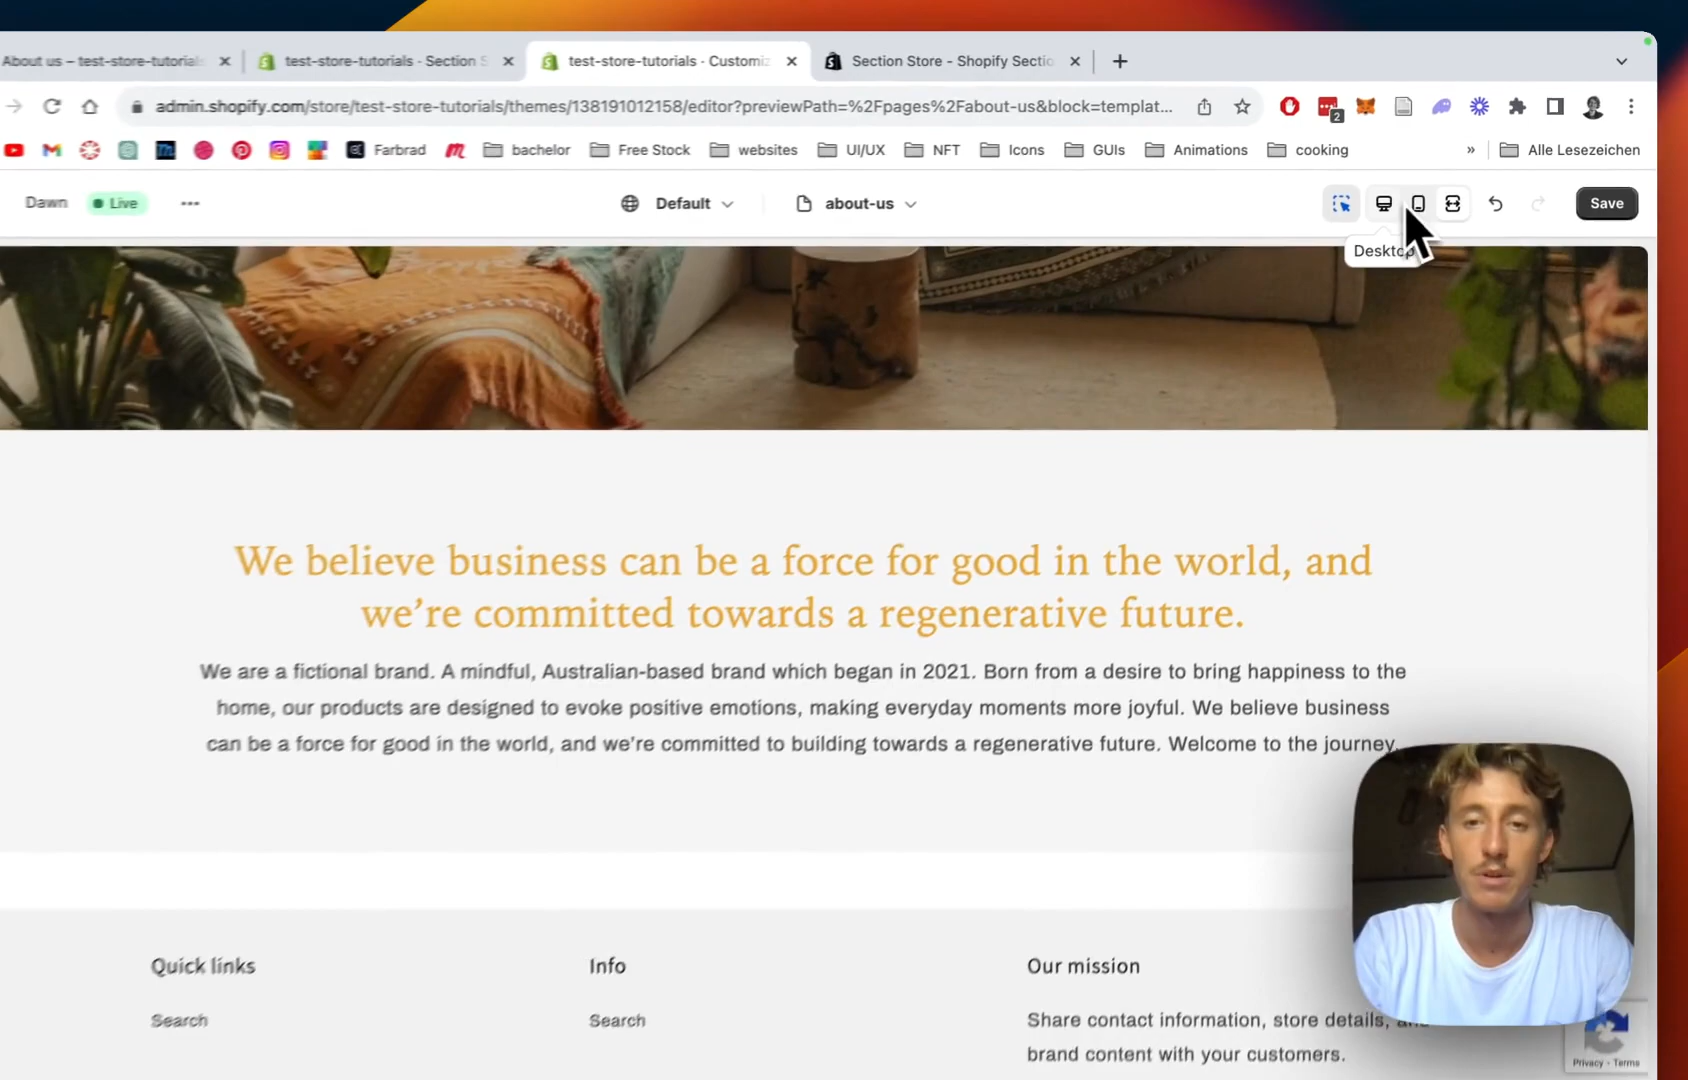 About us – test-store-tutorials
test-store-tutorials · Section S
test-store-tutorials · Customiz
Section Store - Shopify Sectio
admin.shopify.com/store/test-store-tutorials/themes/138191012158/editor?previewPath=%2Fpages%2Fabout-us&block=templat...
2
Farbrad
bachelor
Free Stock
websites
UI/UX
NFT
Icons
GUIs
Animations
cooking
»
Alle Lesezeichen
Dawn
Live
Default
about-us
Save
Desktop
We believe business can be a force for good in the world, and
we’re committed towards a regenerative future.
We are a fictional brand. A mindful, Australian-based brand which began in 2021. Born from a desire to bring happiness to the
home, our products are designed to evoke positive emotions, making everyday moments more joyful. We believe business
can be a force for good in the world, and we’re committed to building towards a regenerative future. Welcome to the journey.
Quick links
Info
Our mission
Search
Search
Share contact information, store details, and
brand content with your customers.
Privacy - Terms